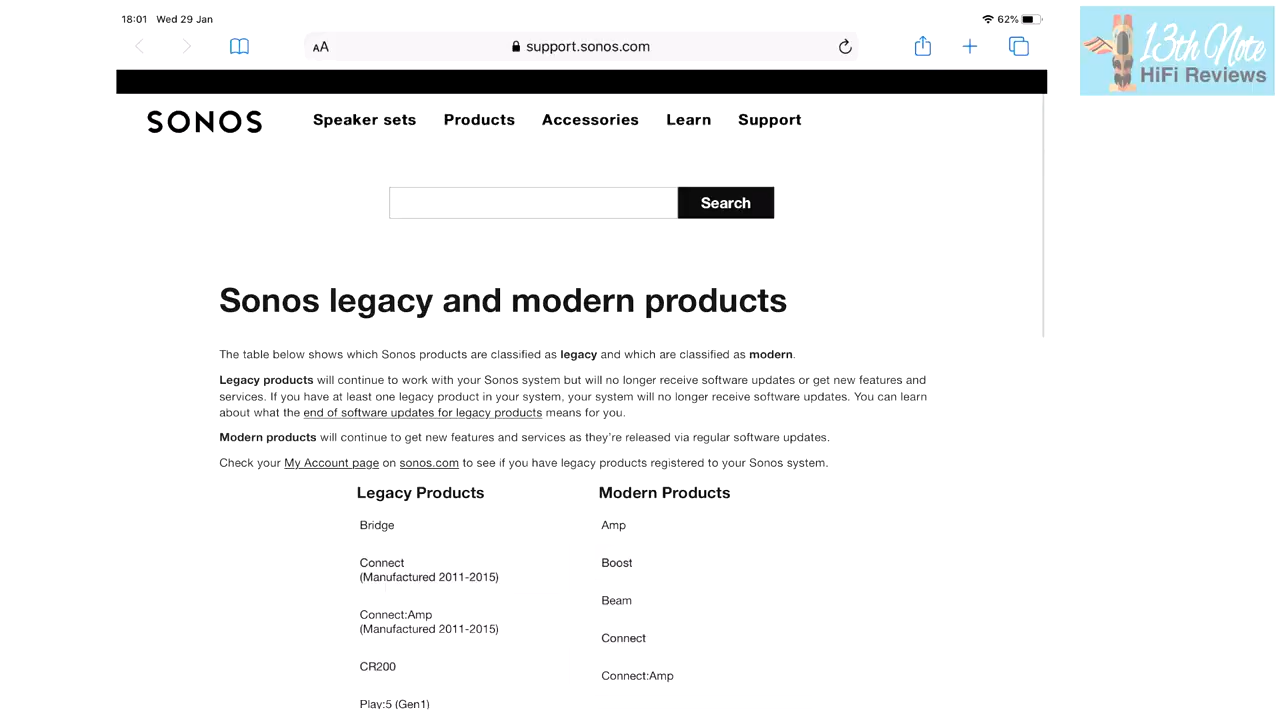 18:01 Wed 29 Jan
62%
AA
support.sonos.com
13th Note
HiFi Reviews
SONOS
Speaker sets Products Accessories Learn Support
Search
Sonos legacy and modern products
The table below shows which Sonos products are classified as legacy and which are classified as modern.
Legacy products will continue to work with your Sonos system but will no longer receive software updates or get new features and
services. If you have at least one legacy product in your system, your system will no longer receive software updates. You can learn
about what the end of software updates for legacy products means for you.
Modern products will continue to get new features and services as they’re released via regular software updates.
Check your My Account page on sonos.com to see if you have legacy products registered to your Sonos system.
Legacy Products Modern Products
Bridge Amp
Connect Boost
(Manufactured 2011-2015)
Beam
Connect:Amp
(Manufactured 2011-2015)
Connect
CR200
Connect:Amp
Play:5 (Gen1)